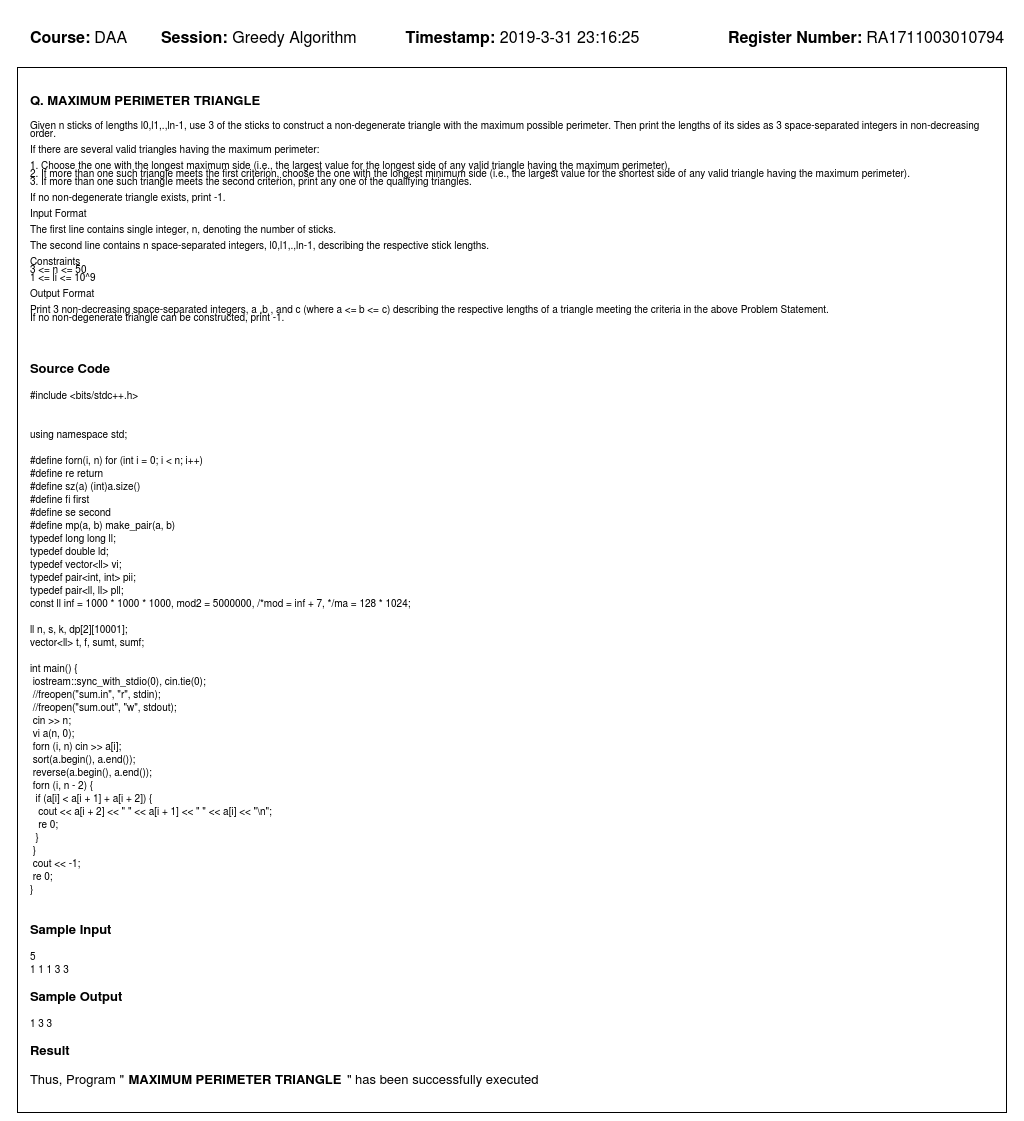 Course: DAA Session: Greedy Algorithm Timestamp: 2019-3-31 23:16:25 Register Number: RA1711003010794
Q. MAXIMUM PERIMETER TRIANGLE
Given n sticks of lengths l0,l1,.,ln-1, use 3 of the sticks to construct a non-degenerate triangle with the maximum possible perimeter. Then print the lengths of its sides as 3 space-separated integers in non-decreasing
order.
If there are several valid triangles having the maximum perimeter:
1. Choose the one with the longest maximum side (i.e., the largest value for the longest side of any valid triangle having the maximum perimeter).
2. If more than one such triangle meets the first criterion, choose the one with the longest minimum side (i.e., the largest value for the shortest side of any valid triangle having the maximum perimeter).
3. If more than one such triangle meets the second criterion, print any one of the qualifying triangles.
If no non-degenerate triangle exists, print -1.
Input Format
The first line contains single integer, n, denoting the number of sticks.
The second line contains n space-separated integers, l0,l1,.,ln-1, describing the respective stick lengths.
Constraints
3 <= n <= 50
1 <= li <= 10^9
Output Format
Print 3 non-decreasing space-separated integers, a ,b , and c (where a <= b <= c) describing the respective lengths of a triangle meeting the criteria in the above Problem Statement.
If no non-degenerate triangle can be constructed, print -1.
Source Code
#include <bits/stdc++.h>
using namespace std;
#define forn(i, n) for (int i = 0; i < n; i++)
#define re return
#define sz(a) (int)a.size()
#define fi first
#define se second
#define mp(a, b) make_pair(a, b)
typedef long long ll;
typedef double ld;
typedef vector<ll> vi;
typedef pair<int, int> pii;
typedef pair<ll, ll> pll;
const ll inf = 1000 * 1000 * 1000, mod2 = 5000000, /*mod = inf + 7, */ma = 128 * 1024;
ll n, s, k, dp[2][10001];
vector<ll> t, f, sumt, sumf;
int main() {
iostream::sync_with_stdio(0), cin.tie(0);
//freopen("sum.in", "r", stdin);
//freopen("sum.out", "w", stdout);
cin >> n;
vi a(n, 0);
forn (i, n) cin >> a[i];
sort(a.begin(), a.end());
reverse(a.begin(), a.end());
forn (i, n - 2) {
if (a[i] < a[i + 1] + a[i + 2]) {
cout << a[i + 2] << " " << a[i + 1] << " " << a[i] << "\n";
re 0;
}
}
cout << -1;
re 0;
}
Sample Input
5
1 1 1 3 3
Sample Output
1 3 3
Result
Thus, Program " MAXIMUM PERIMETER TRIANGLE " has been successfully executed